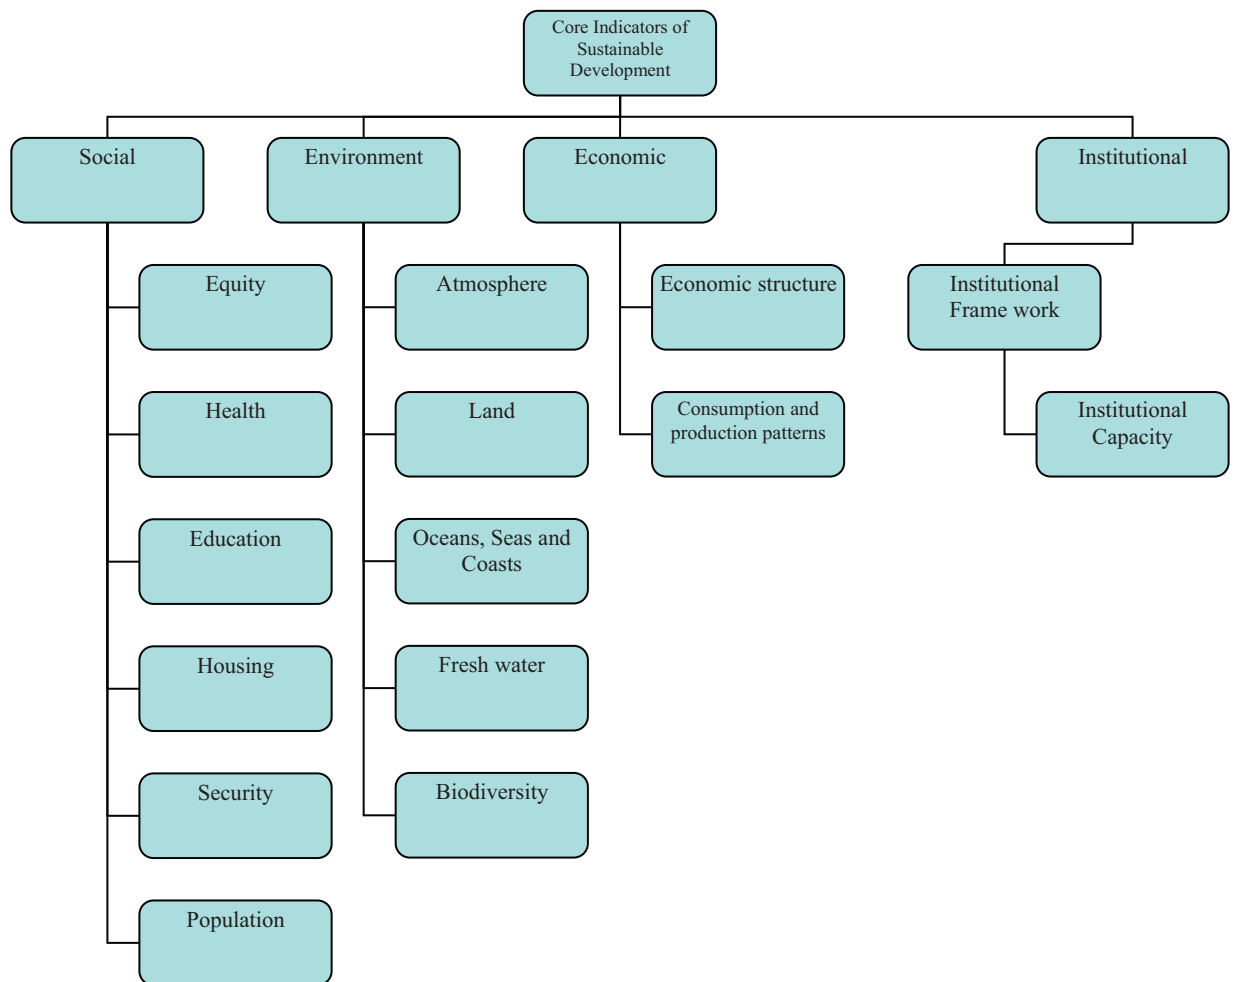 Core Indicators of
Sustainable
Development
Social
Environment
Economic
Institutional
Equity
Atmosphere
Economic structure
Institutional
Frame work
Health
Land
Consumption and
production patterns
Institutional
Capacity
Education
Oceans, Seas and
Coasts
Housing
Fresh water
Security
Biodiversity
Population